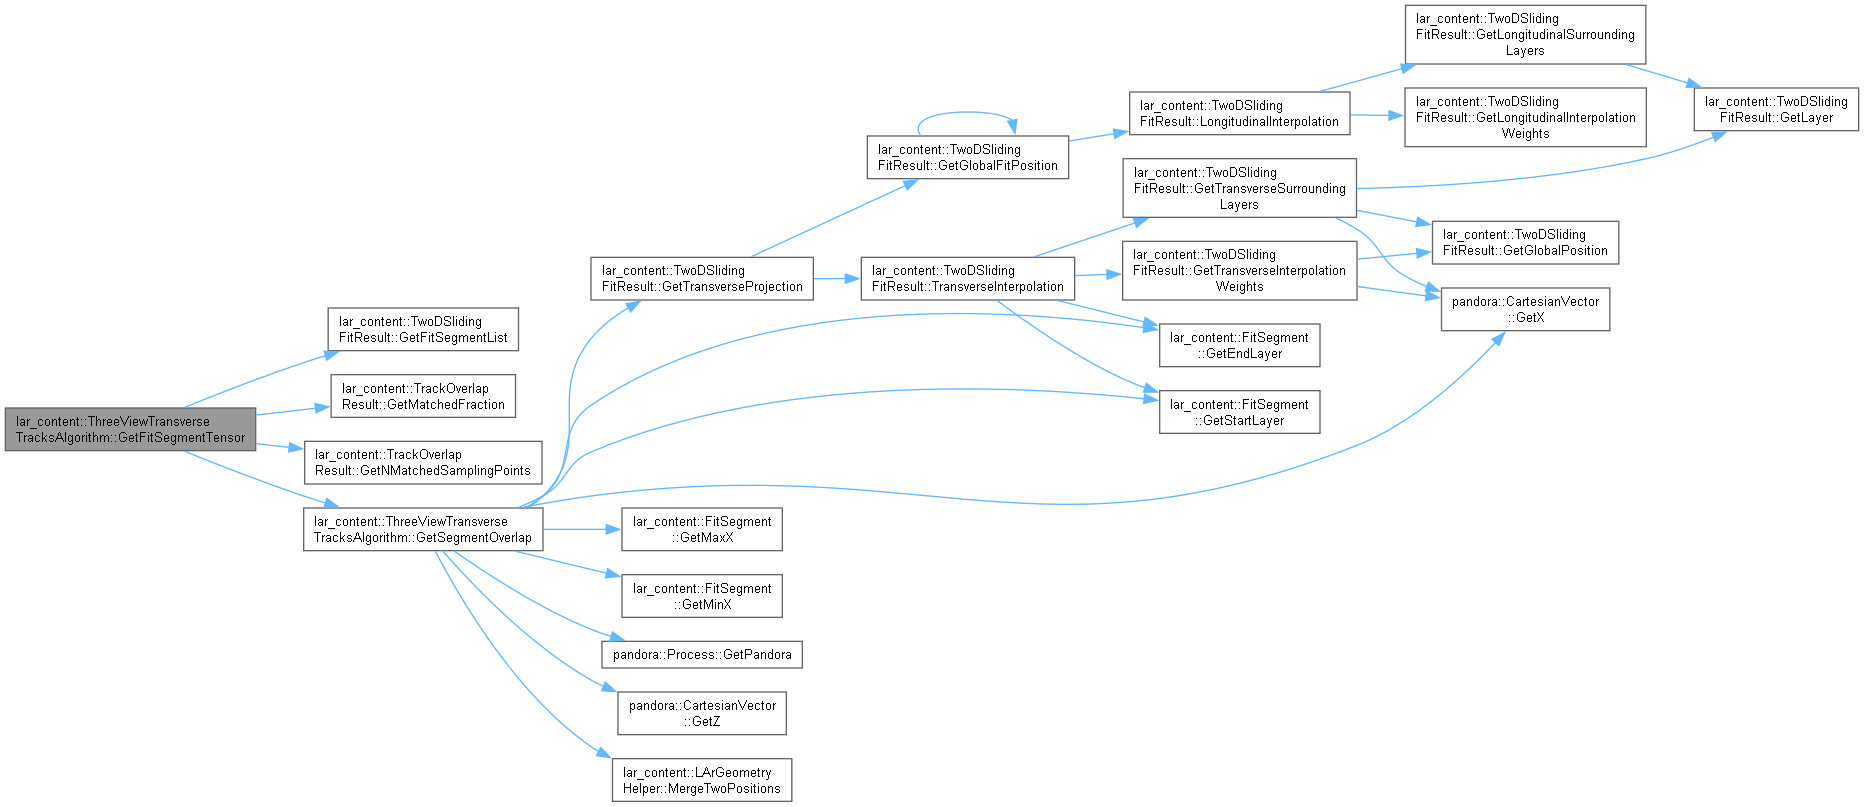 lar_content::ThreeViewTransverse
TracksAlgorithm::GetFitSegmentTensor
lar_content::TwoDSliding
FitResult::GetFitSegmentList
lar_content::TrackOverlap
Result::GetMatchedFraction
lar_content::TrackOverlap
Result::GetNMatchedSamplingPoints
lar_content::ThreeViewTransverse
TracksAlgorithm::GetSegmentOverlap
lar_content::TwoDSliding
FitResult::GetTransverseProjection
lar_content::FitSegment
::GetMaxX
lar_content::FitSegment
::GetMinX
pandora::Process::GetPandora
pandora::CartesianVector
::GetZ
lar_content::LArGeometry
Helper::MergeTwoPositions
lar_content::TwoDSliding
FitResult::GetGlobalFitPosition
lar_content::TwoDSliding
FitResult::TransverseInterpolation
lar_content::TwoDSliding
FitResult::LongitudinalInterpolation
lar_content::TwoDSliding
FitResult::GetTransverseSurrounding
Layers
lar_content::TwoDSliding
FitResult::GetTransverseInterpolation
Weights
lar_content::FitSegment
::GetEndLayer
lar_content::FitSegment
::GetStartLayer
lar_content::TwoDSliding
FitResult::GetLongitudinalSurrounding
Layers
lar_content::TwoDSliding
FitResult::GetLongitudinalInterpolation
Weights
lar_content::TwoDSliding
FitResult::GetGlobalPosition
pandora::CartesianVector
::GetX
lar_content::TwoDSliding
FitResult::GetLayer